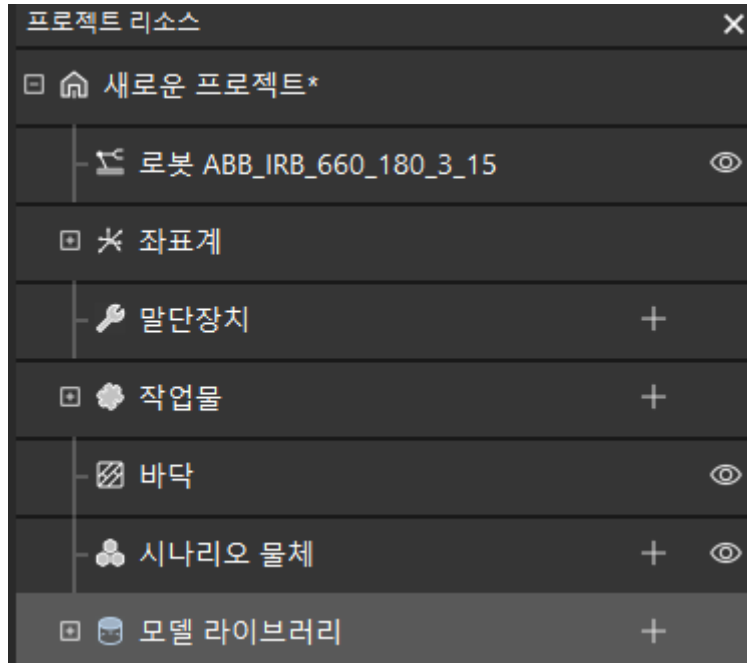 프로젝트 리소스
새로운 프로젝트*
로봇 ABB_IRB_660_180_3_15
좌표계
말단장치
작업물
바닥
시나리오 물체
모델 라이브러리